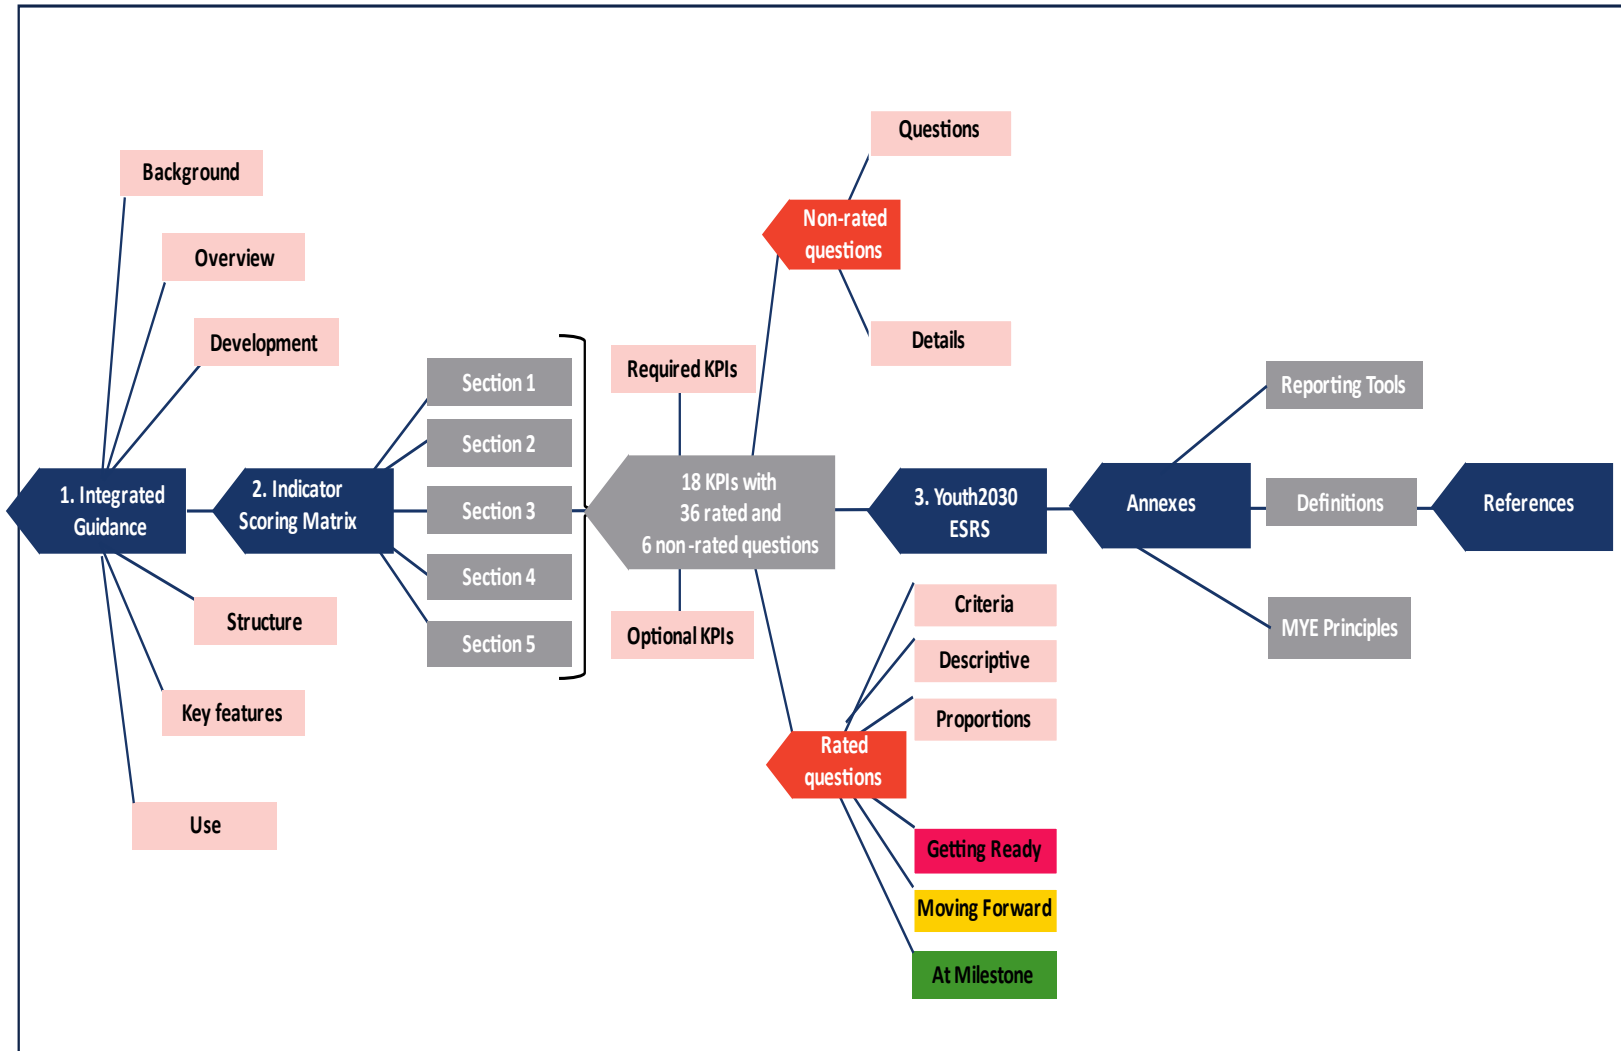 Background
Overview
Development
1. Integrated
Guidance
Structure
Key features
Use
2. Indicator
Scoring Matrix
Section 1
Section 2
Section 3
Section 4
Section 5
Required KPIs
18 KPIs with
36 rated and
6 non -rated questions
Optional KPIs
Questions
Non-rated
questions
Details
3. Youth2030
ESRS
Criteria
Descriptive
Proportions
Rated
questions
Getting Ready
Moving Forward
At Milestone
Annexes
Reporting Tools
Definitions
MYE Principles
References